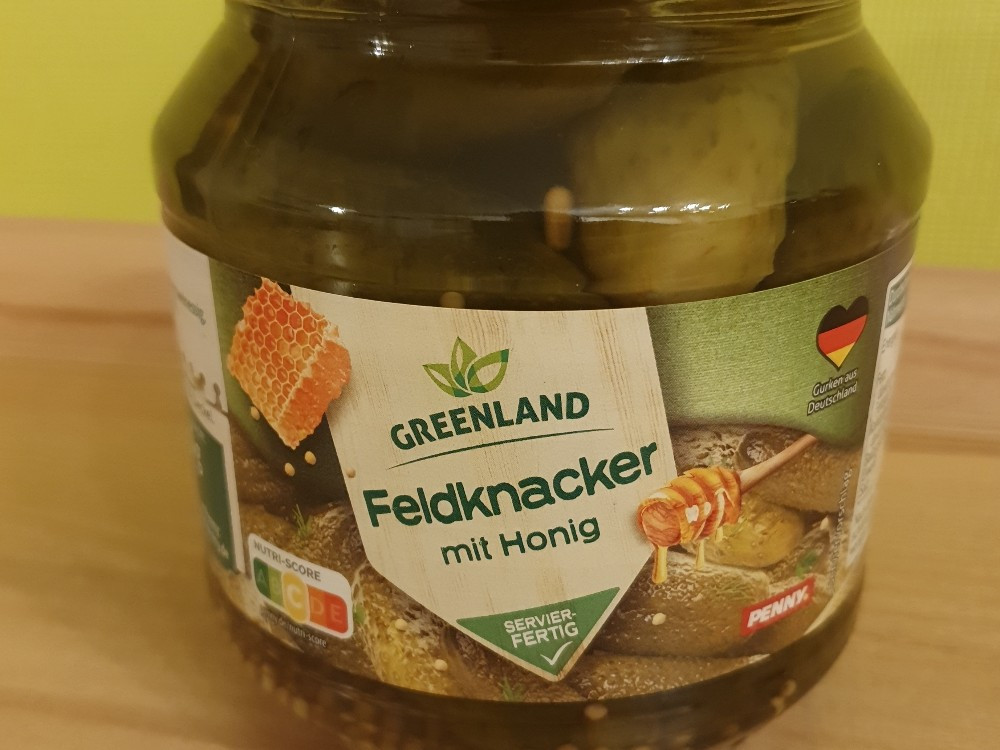 GREENLAND
Feldknacker
mit Honig
SERVIER-
FERTIG
Gurken aus
Deutschland
NUTRI-SCORE
A B C D E
PENNY.